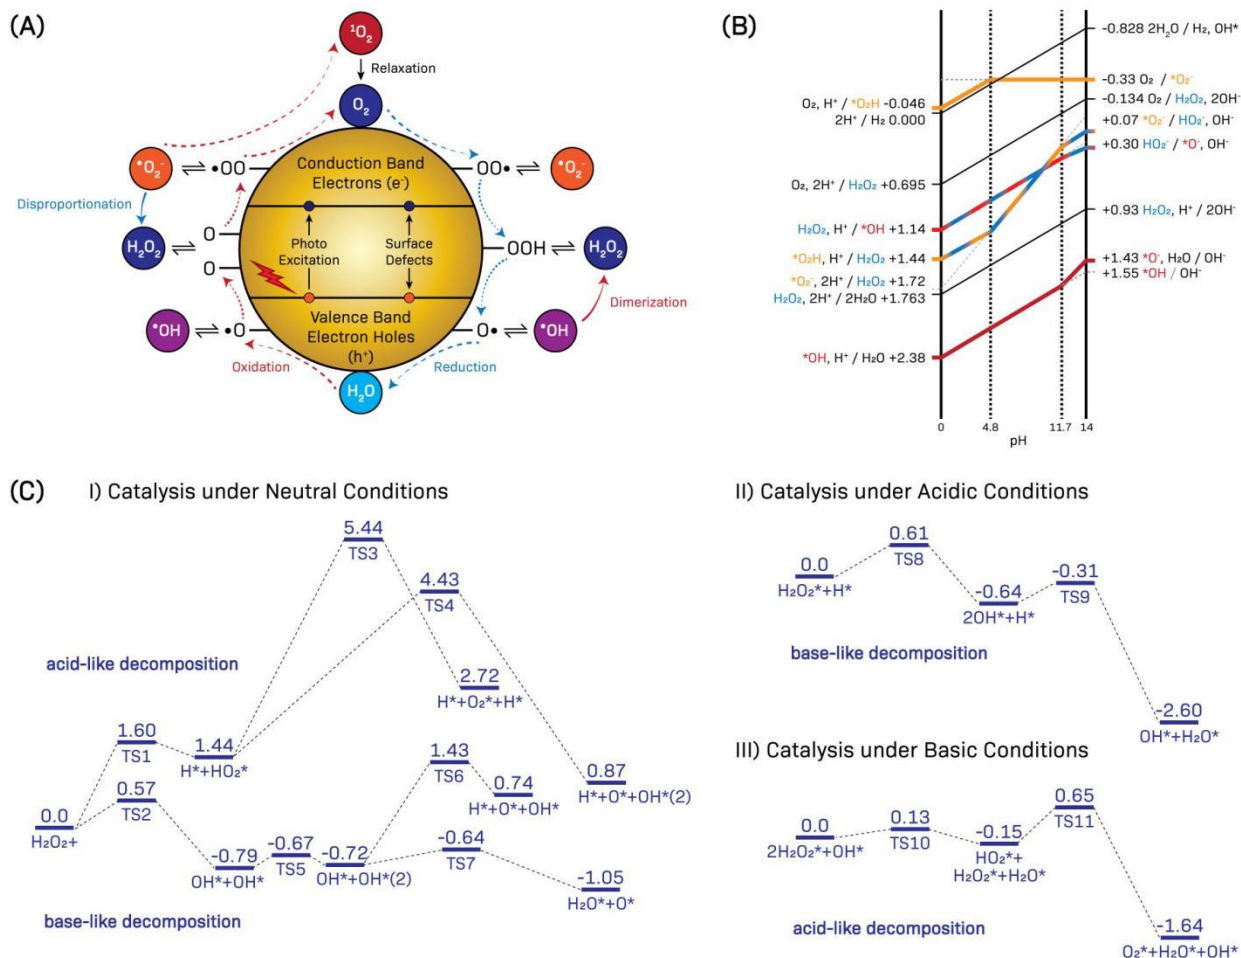 (A)
¹O₂
Relaxation
O₂
•O₂⁻ ⇌ •OO
Conduction Band
Electrons (e⁻)
OO• ⇌ •O₂⁻
Disproportionation
H₂O₂ ⇌ O
O
Photo
Excitation
Surface
Defects
OOH ⇌ H₂O₂
Dimerization
•OH ⇌ •O
Valence Band
Electron Holes
(h⁺)
O• ⇌ •OH
Oxidation
Reduction
H₂O
(B)
O₂, H⁺ / *O₂H -0.046
2H⁺ / H₂ 0.000
O₂, 2H⁺ / H₂O₂ +0.695
H₂O₂, H⁺ / *OH +1.14
*O₂H, H⁺ / H₂O₂ +1.44
*O₂⁻, 2H⁺ / H₂O₂ +1.72
H₂O₂, 2H⁺ / 2H₂O +1.763
*OH, H⁺ / H₂O +2.38
-0.828 2H₂O / H₂, OH*
-0.33 O₂ / *O₂⁻
-0.134 O₂ / H₂O₂, 2OH⁻
+0.07 *O₂⁻ / HO₂⁻, OH⁻
+0.30 HO₂⁻ / *O⁻, OH⁻
+0.93 H₂O₂, H⁺ / 2OH⁻
+1.43 *O⁻, H₂O / OH⁻
+1.55 *OH / OH⁻
0 4.8 11.7 14
pH
(C)
I) Catalysis under Neutral Conditions
5.44
TS3
4.43
TS4
acid-like decomposition
2.72
H*+O₂*+H*
1.60
TS1
1.44
H*+HO₂*
1.43
TS6
0.87
H*+O*+OH*(2)
0.74
H*+O*+OH*
0.57
TS2
0.0
H₂O₂+
-0.79
OH*+OH*
-0.67
TS5
-0.72
OH*+OH*(2)
-0.64
TS7
-1.05
H₂O*+O*
base-like decomposition
II) Catalysis under Acidic Conditions
0.0
H₂O₂*+H*
0.61
TS8
-0.64
2OH*+H*
-0.31
TS9
base-like decomposition
-2.60
OH*+H₂O*
III) Catalysis under Basic Conditions
0.0
2H₂O₂*+OH*
0.13
TS10
-0.15
HO₂*+
H₂O₂*+H₂O*
0.65
TS11
acid-like decomposition
-1.64
O₂*+H₂O*+OH*